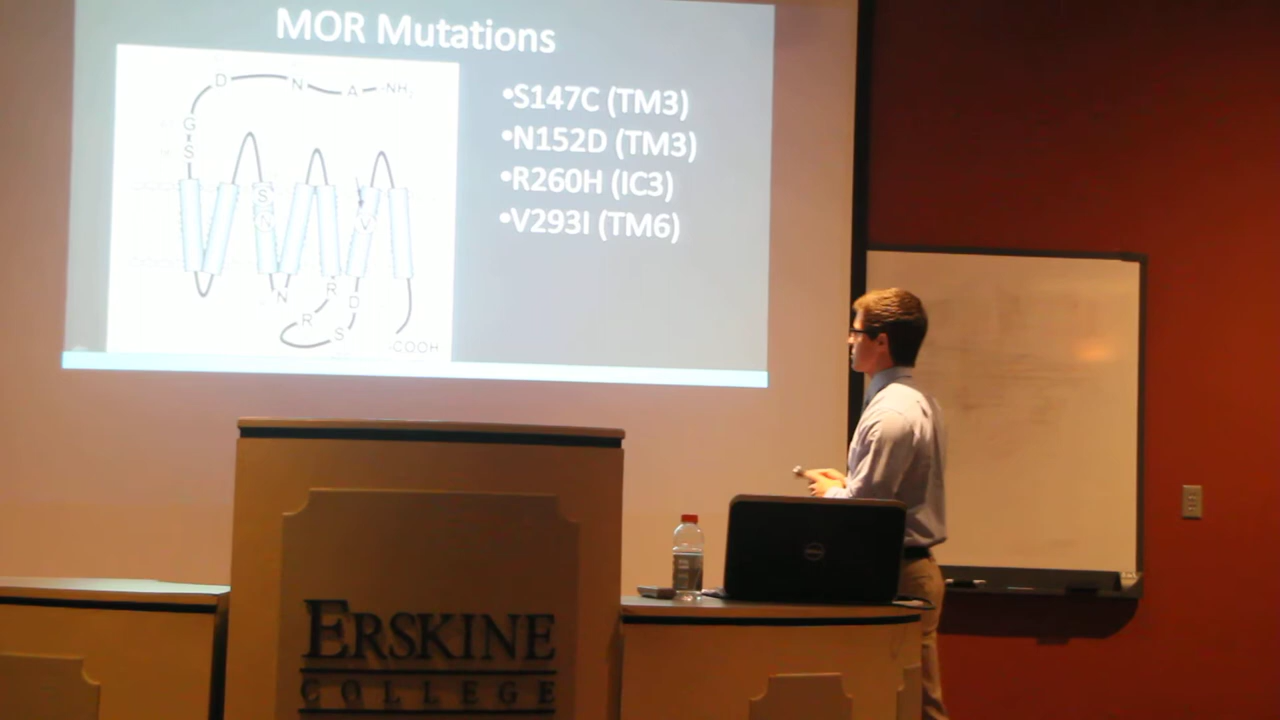 MOR Mutations
•S147C (TM3)
•N152D (TM3)
•R260H (IC3)
•V293I (TM6)
D N A -NH₂
G
S
S
N
V
N
R
D
R
S
-COOH
ERSKINE
COLLEGE
DELL